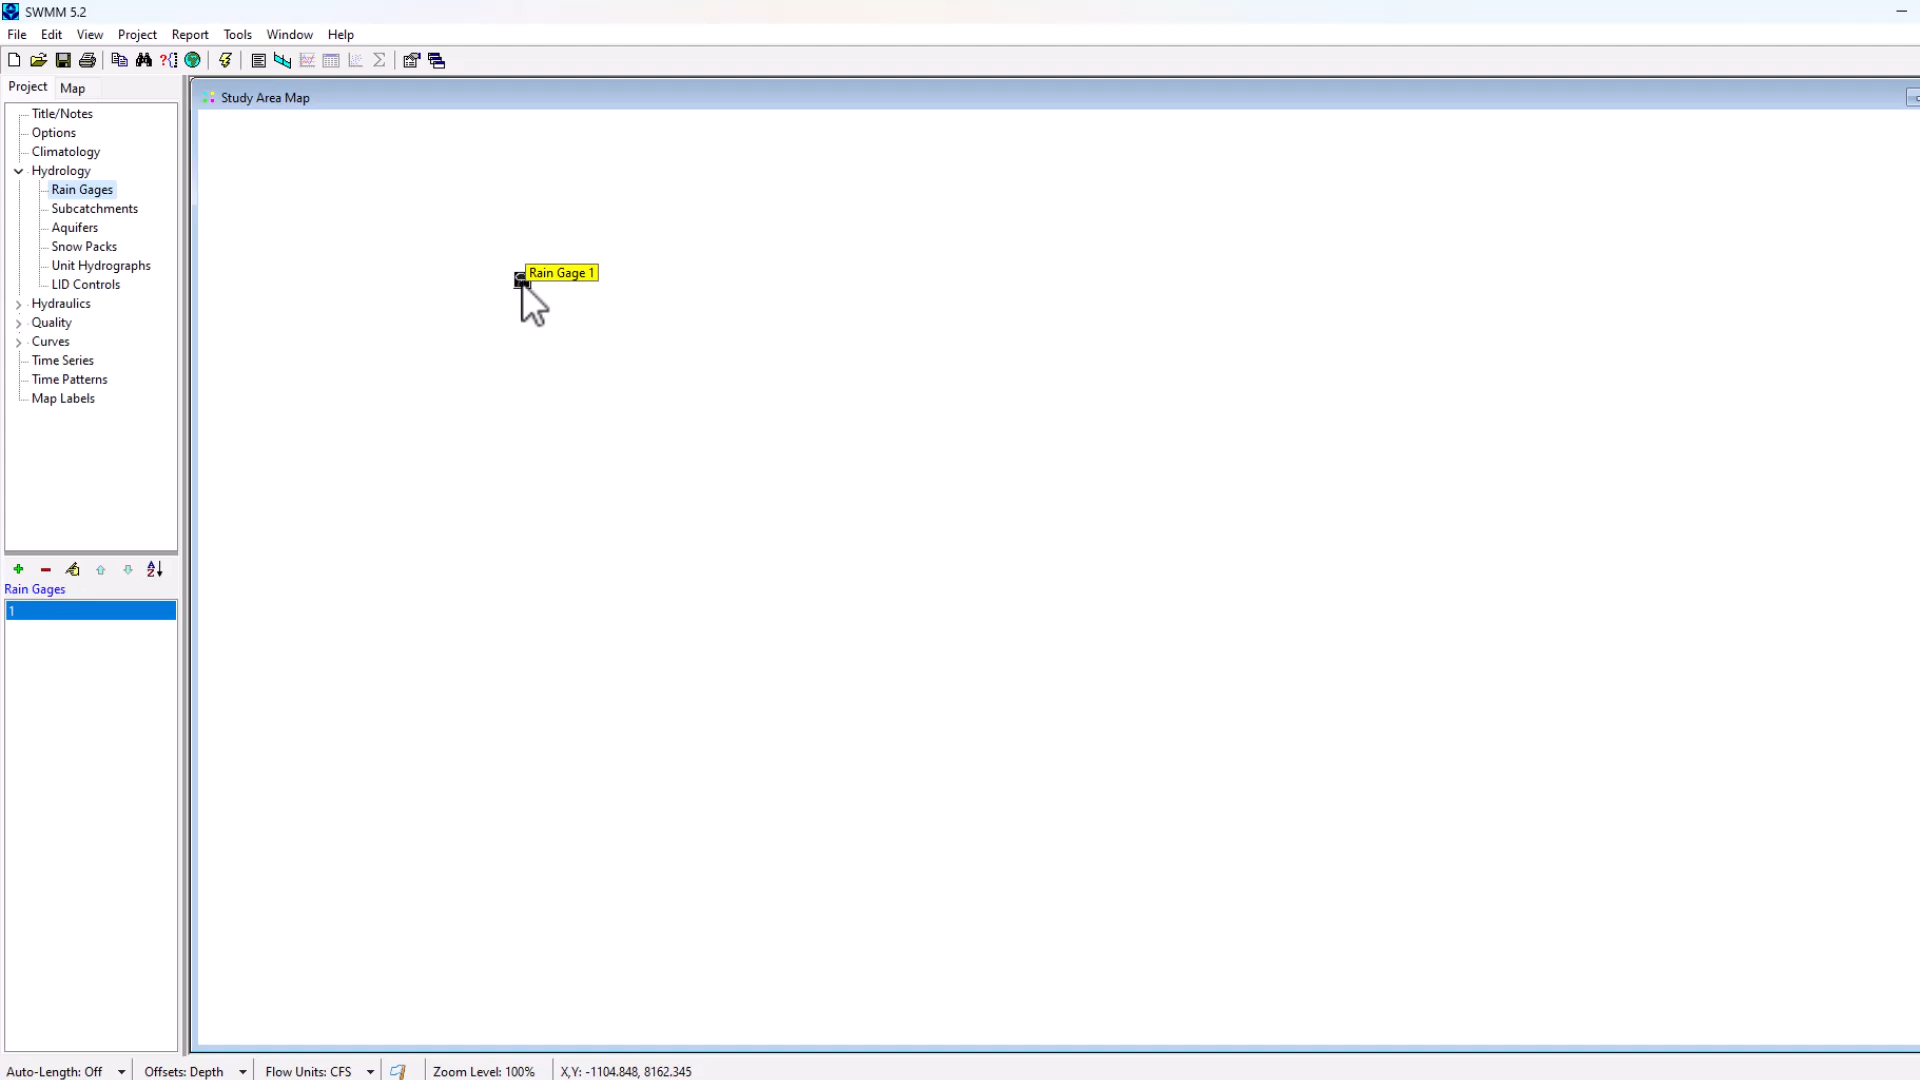 SWMM 5.2
File Edit View Project Report Tools Window Help
Project Map
Study Area Map
Title/Notes
Options
Climatology
Hydrology
Rain Gages
Subcatchments
Aquifers
Snow Packs
Unit Hydrographs
LID Controls
Hydraulics
Quality
Curves
Time Series
Time Patterns
Map Labels
Rain Gage 1
Rain Gages
1
Auto-Length: Off Offsets: Depth Flow Units: CFS Zoom Level: 100% X,Y: -1104.848, 8162.345